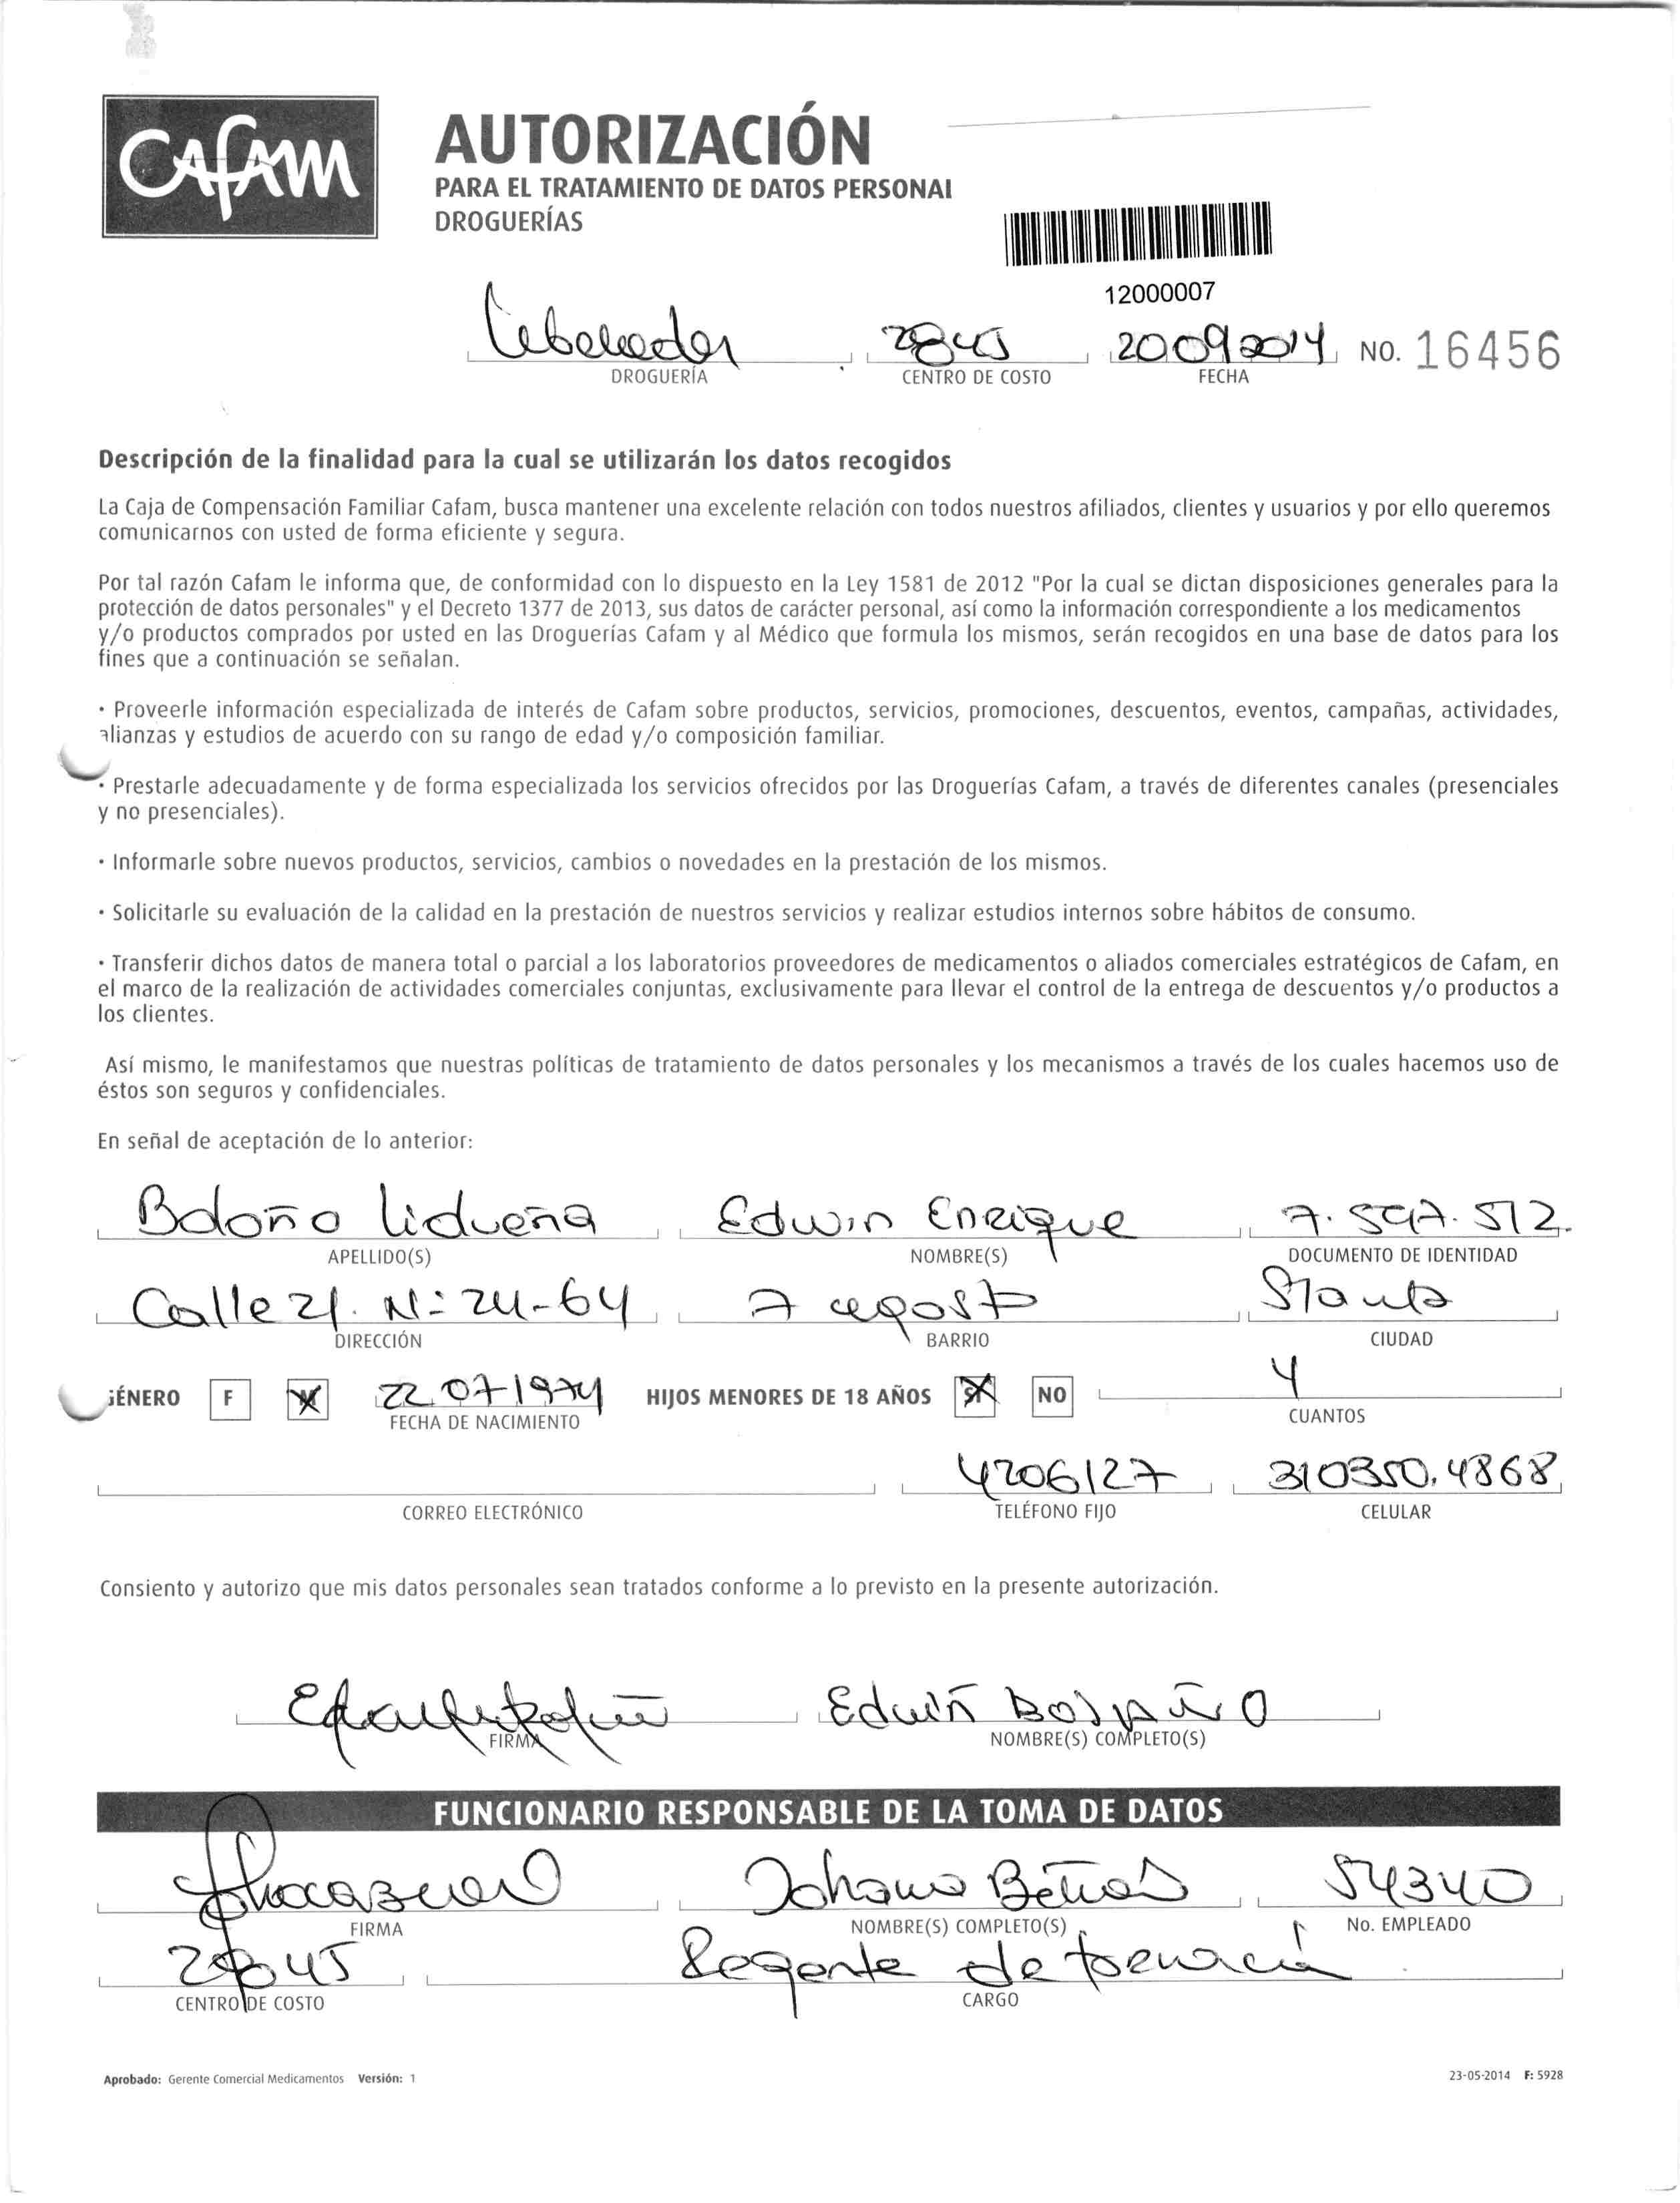 Cafam
AUTORIZACIÓN
PARA EL TRATAMIENTO DE DATOS PERSONAL
DROGUERÍAS
12000007
20092014 NO. 16456
DROGUERÍA CENTRO DE COSTO FECHA
Descripción de la finalidad para la cual se utilizarán los datos recogidos
La Caja de Compensación Familiar Cafam, busca mantener una excelente relación con todos nuestros afiliados, clientes y usuarios y por ello queremos
comunicarnos con usted de forma eficiente y segura.
Por tal razón Cafam le informa que, de conformidad con lo dispuesto en la Ley 1581 de 2012 "Por la cual se dictan disposiciones generales para la
protección de datos personales" y el Decreto 1377 de 2013, sus datos de carácter personal, así como la información correspondiente a los medicamentos
y/o productos comprados por usted en las Droguerías Cafam y al Médico que formula los mismos, serán recogidos en una base de datos para los
fines que a continuación se señalan.
· Proveerle información especializada de interés de Cafam sobre productos, servicios, promociones, descuentos, eventos, campañas, actividades,
alianzas y estudios de acuerdo con su rango de edad y/o composición familiar.
· Prestarle adecuadamente y de forma especializada los servicios ofrecidos por las Droguerías Cafam, a través de diferentes canales (presenciales
y no presenciales).
· Informarle sobre nuevos productos, servicios, cambios o novedades en la prestación de los mismos.
· Solicitarle su evaluación de la calidad en la prestación de nuestros servicios y realizar estudios internos sobre hábitos de consumo.
· Transferir dichos datos de manera total o parcial a los laboratorios proveedores de medicamentos o aliados comerciales estratégicos de Cafam, en
el marco de la realización de actividades comerciales conjuntas, exclusivamente para llevar el control de la entrega de descuentos y/o productos a
los clientes.
Así mismo, le manifestamos que nuestras políticas de tratamiento de datos personales y los mecanismos a través de los cuales hacemos uso de
éstos son seguros y confidenciales.
En señal de aceptación de lo anterior:
Boloño Lidueña Edwin Enrique 7.597.512.
APELLIDO(S) NOMBRE(S) DOCUMENTO DE IDENTIDAD
Calle 21. N: 24-64 7 agosto Sta Mta
DIRECCIÓN BARRIO CIUDAD
GÉNERO F M 22 07 1974 HIJOS MENORES DE 18 AÑOS SI NO 4
FECHA DE NACIMIENTO CUANTOS
4206127 310350.4868
CORREO ELECTRÓNICO TELÉFONO FIJO CELULAR
Consiento y autorizo que mis datos personales sean tratados conforme a lo previsto en la presente autorización.
Edwin Bolaño
FIRMA NOMBRE(S) COMPLETO(S)
FUNCIONARIO RESPONSABLE DE LA TOMA DE DATOS
Johana 54340
FIRMA NOMBRE(S) COMPLETO(S) No. EMPLEADO
Regente de farmacia
CENTRO DE COSTO CARGO
Aprobado: Gerente Comercial Medicamentos Versión: 1 23-05-2014 F: 5928